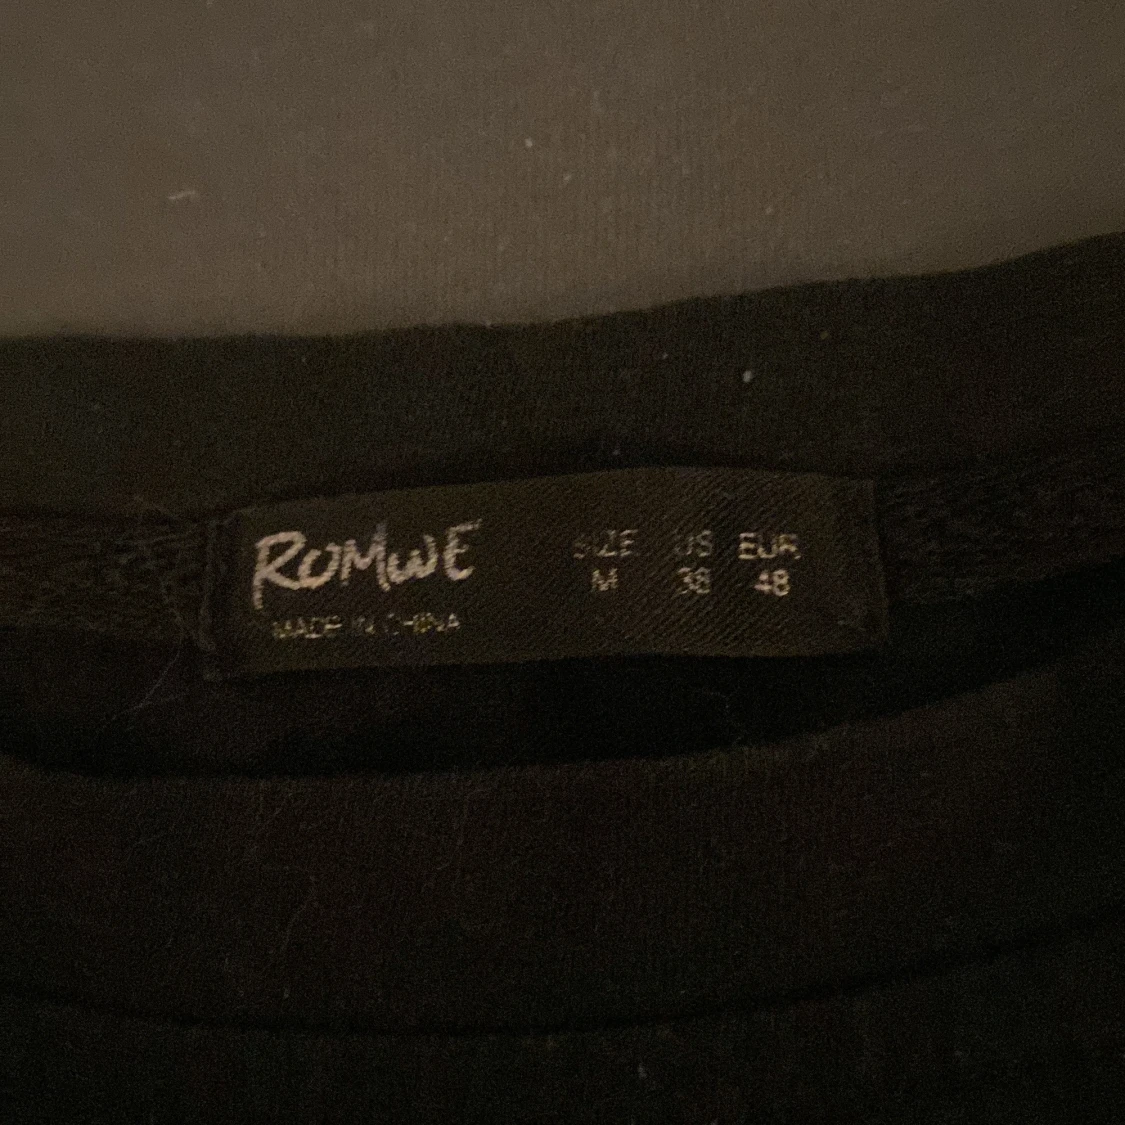 ROMWE
MADE IN CHINA
SIZE US EUR
M 38 48